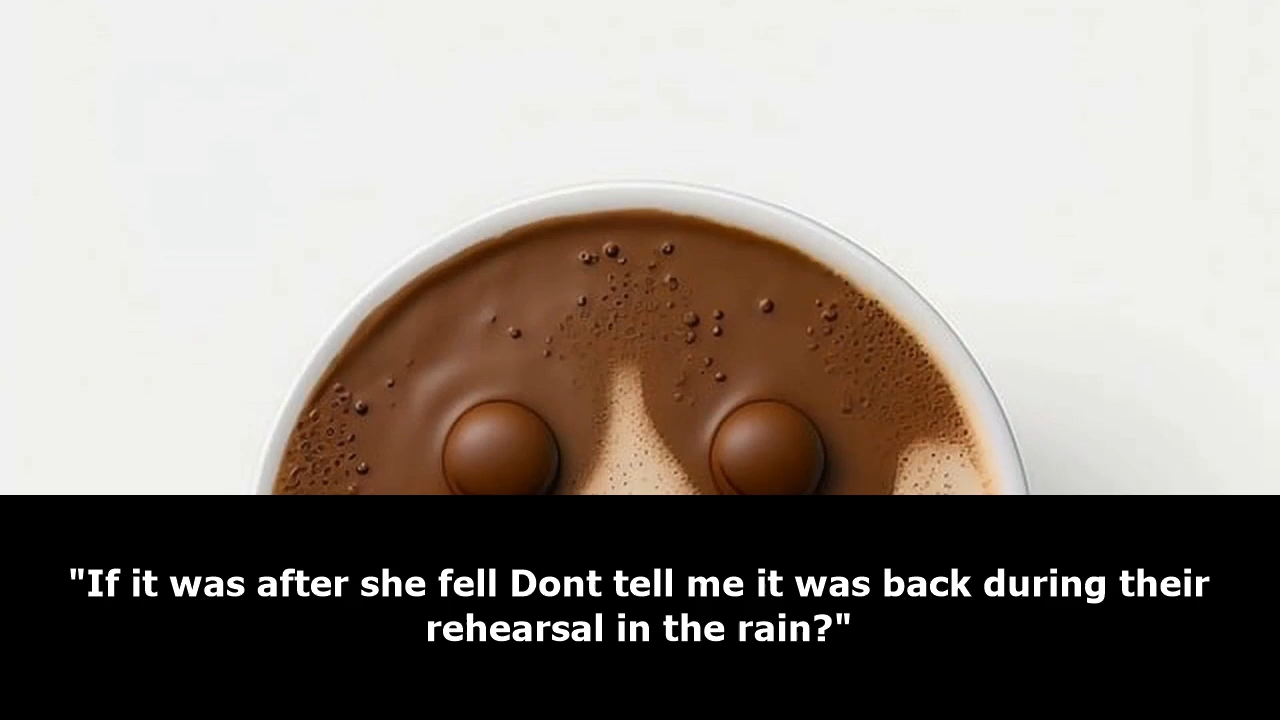 "If it was after she fell Dont tell me it was back during their
rehearsal in the rain?"